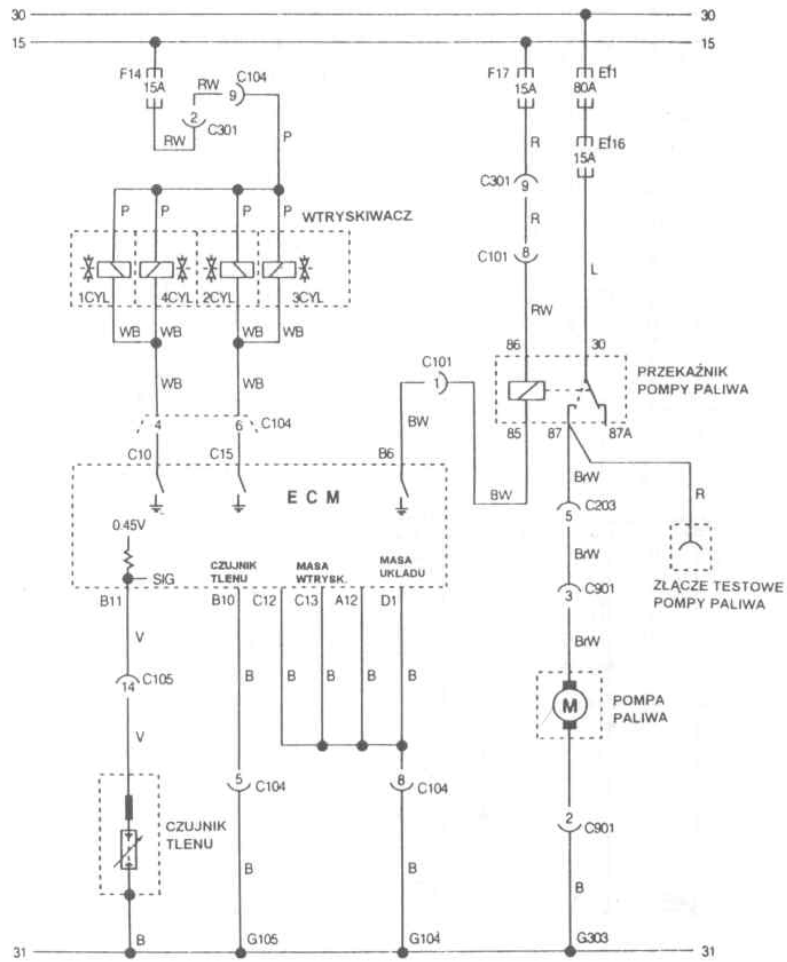 30 30
15 15
F14 15A
RW C104
9
2 C301
RW
P
F17 15A
Ef1 80A
Ef16 15A
R
C301 9
R
C101 8
RW
L
P P P P
WTRYSKIWACZ
1CYL 4CYL 2CYL 3CYL
WB WB WB WB
WB WB
4 6 C104
C101
1
BW
BW
86 30
PRZEKAŹNIK
POMPY PALIWA
85 87 87A
C10 C15 B6
E C M
0.45V
SIG
CZUJNIK
TLENU
MASA
WTRYSK.
MASA
UKLADU
B11 B10 C12 C13 A12 D1
BrW
R
C203
5
BrW
ZŁĄCZE TESTOWE
POMPY PALIWA
C901
3
BrW
V
14 C105
V
B B B B B
M
POMPA
PALIWA
5 C104
8 C104
2 C901
CZUJNIK
TLENU
B B B B
G105 G104 G303
31 31